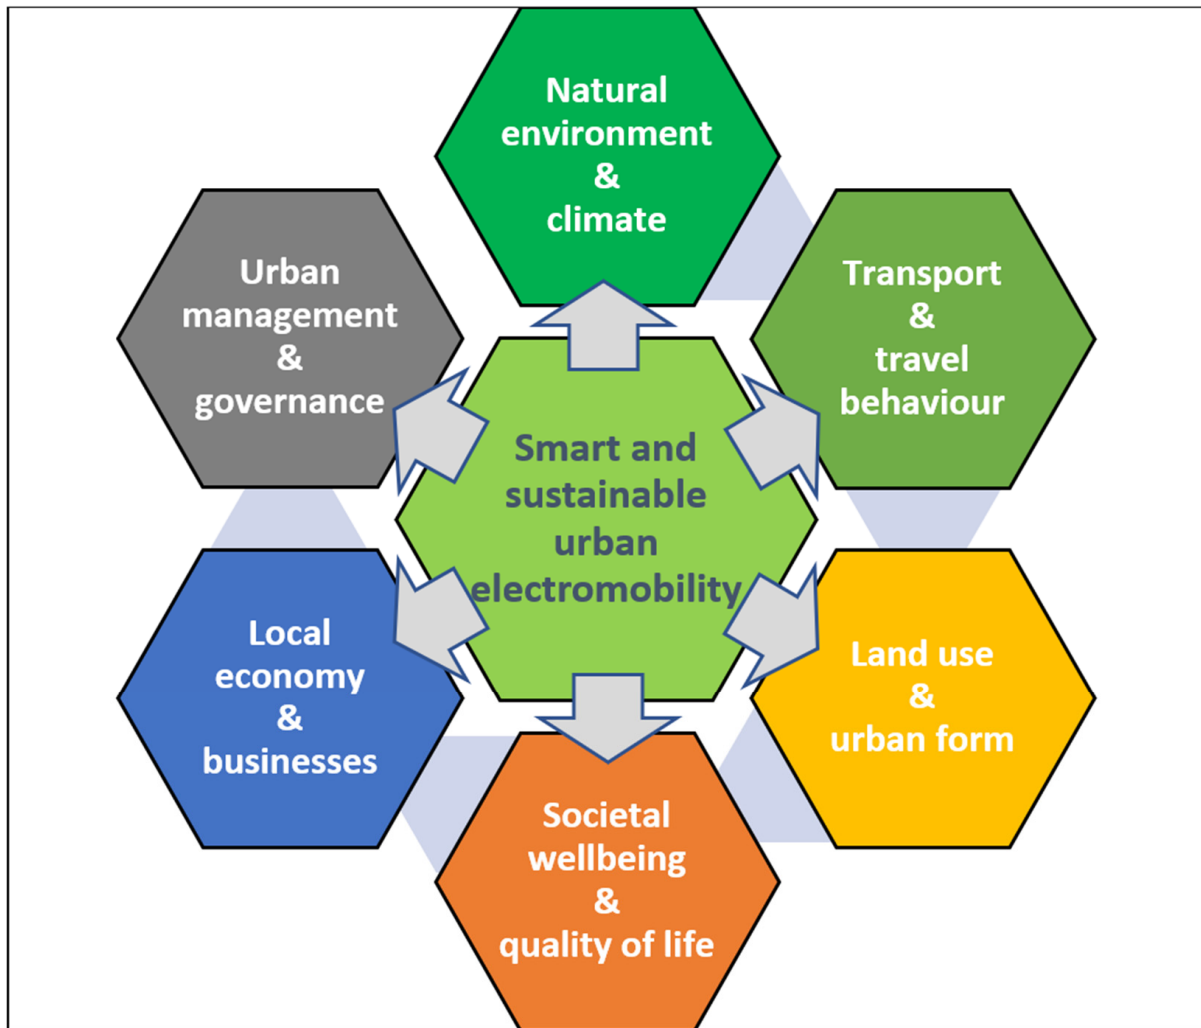 Natural
environment
&
climate
Transport
&
travel
behaviour
Land use
&
urban form
Societal
wellbeing
&
quality of life
Local
economy
&
businesses
Urban
management
&
governance
Smart and
sustainable
urban
electromobility